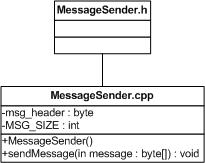 MessageSender.h
MessageSender.cpp
-msg_header : byte
-MSG_SIZE : int
+MessageSender()
+sendMessage(in message : byte[]) : void